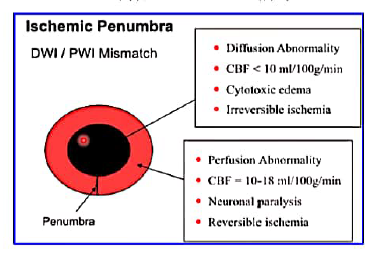 Ischemic Penumbra
DWI / PWI Mismatch
• Diffusion Abnormality
• CBF < 10 ml/100g/min
• Cytotoxic edema
• Irreversible ischemia
• Perfusion Abnormality
• CBF = 10-18 ml/100g/min
• Neuronal paralysis
• Reversible ischemia
Penumbra